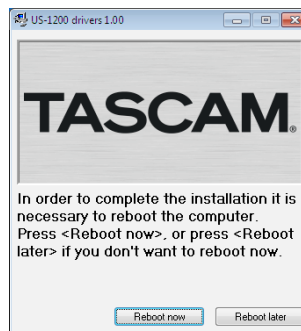 US-1200 drivers 1.00
TASCAM.
In order to complete the installation it is
necessary to reboot the computer.
Press <Reboot now>, or press <Reboot
later> if you don't want to reboot now.
Reboot now Reboot later